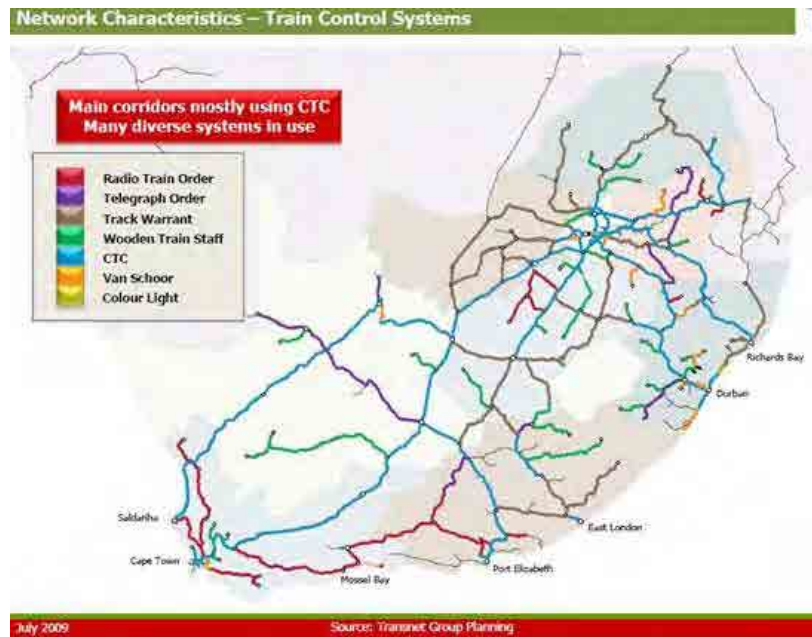 Network Characteristics – Train Control Systems
Main corridors mostly using CTC
Many diverse systems in use
Radio Train Order
Telegraph Order
Track Warrant
Wooden Train Staff
CTC
Van Schoor
Colour Light
Richards Bay
Durban
Saldanha
East London
Cape Town
Port Elizabeth
Mossel Bay
July 2009
Source: Transnet Group Planning